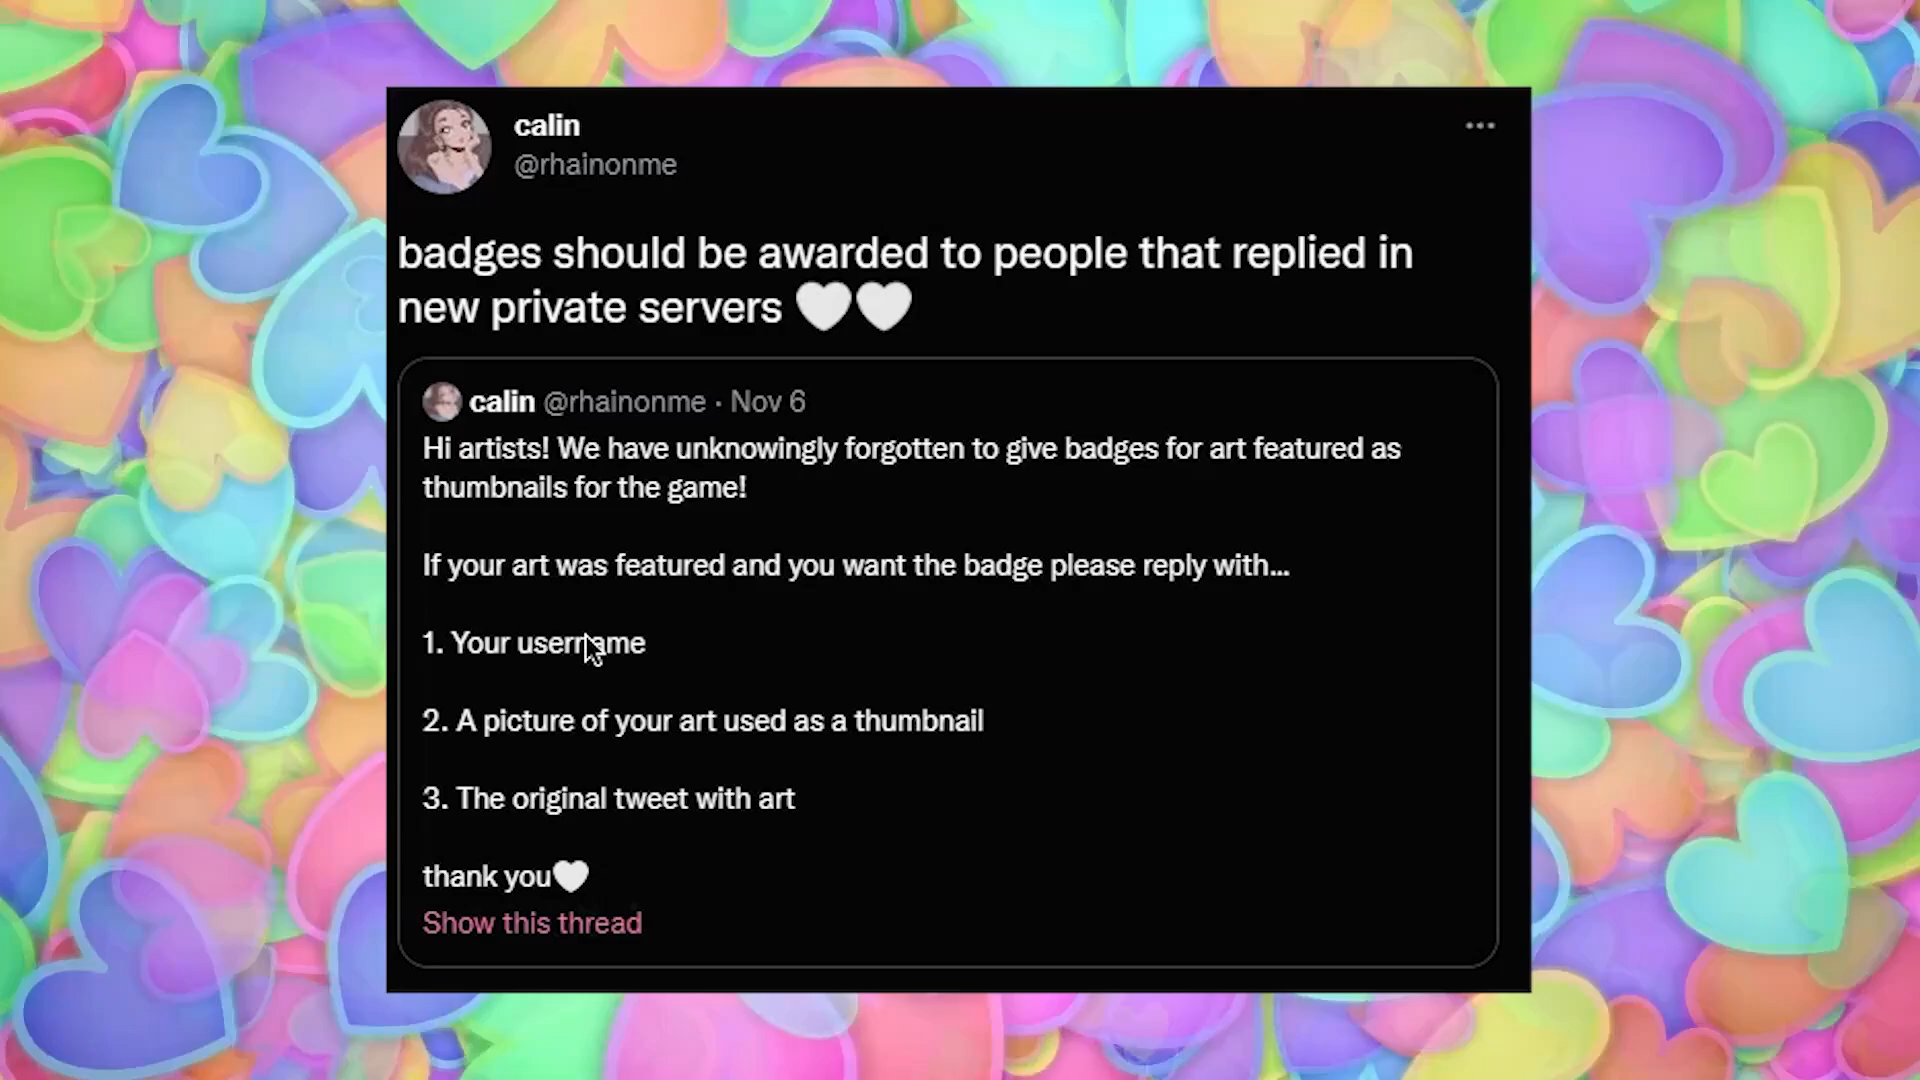 calin
@rhainonme
badges should be awarded to people that replied in
new private servers 🤍🤍
calin @rhainonme · Nov 6
Hi artists! We have unknowingly forgotten to give badges for art featured as
thumbnails for the game!
If your art was featured and you want the badge please reply with...
1. Your username
2. A picture of your art used as a thumbnail
3. The original tweet with art
thank you🤍
Show this thread